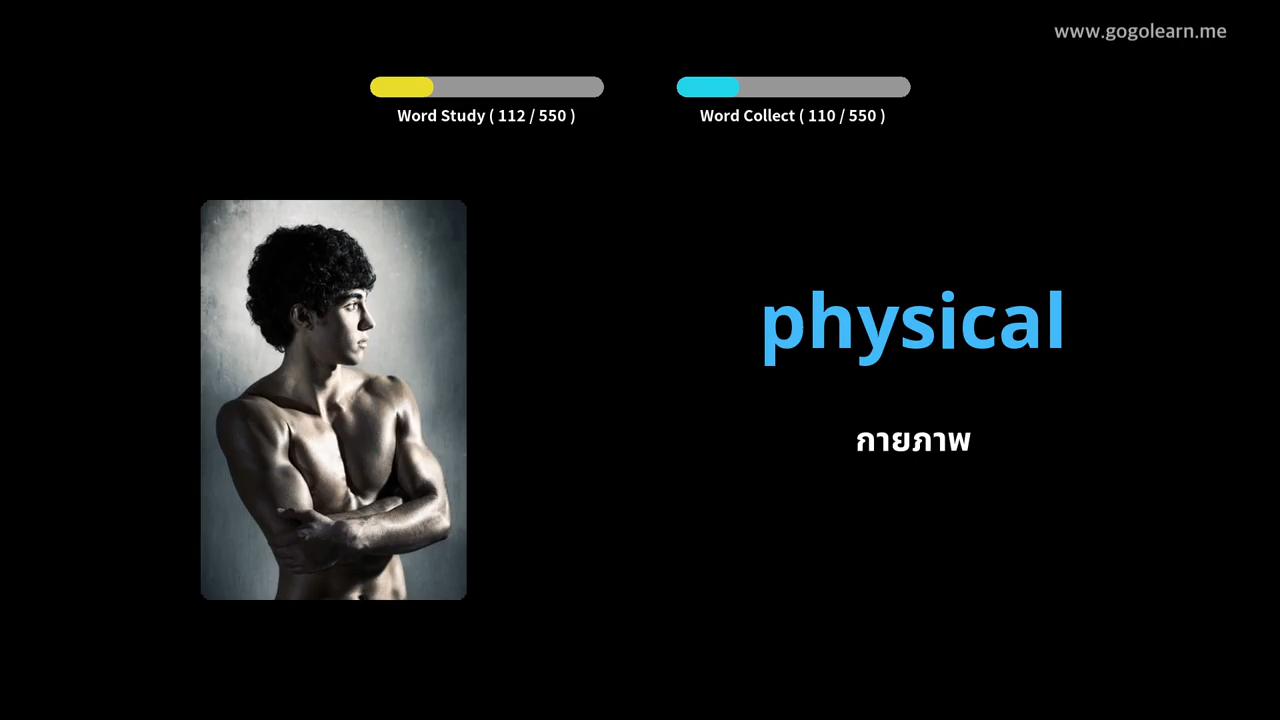 www.gogolearn.me
Word Study ( 112 / 550 )
Word Collect ( 110 / 550 )
physical
กายภาพ